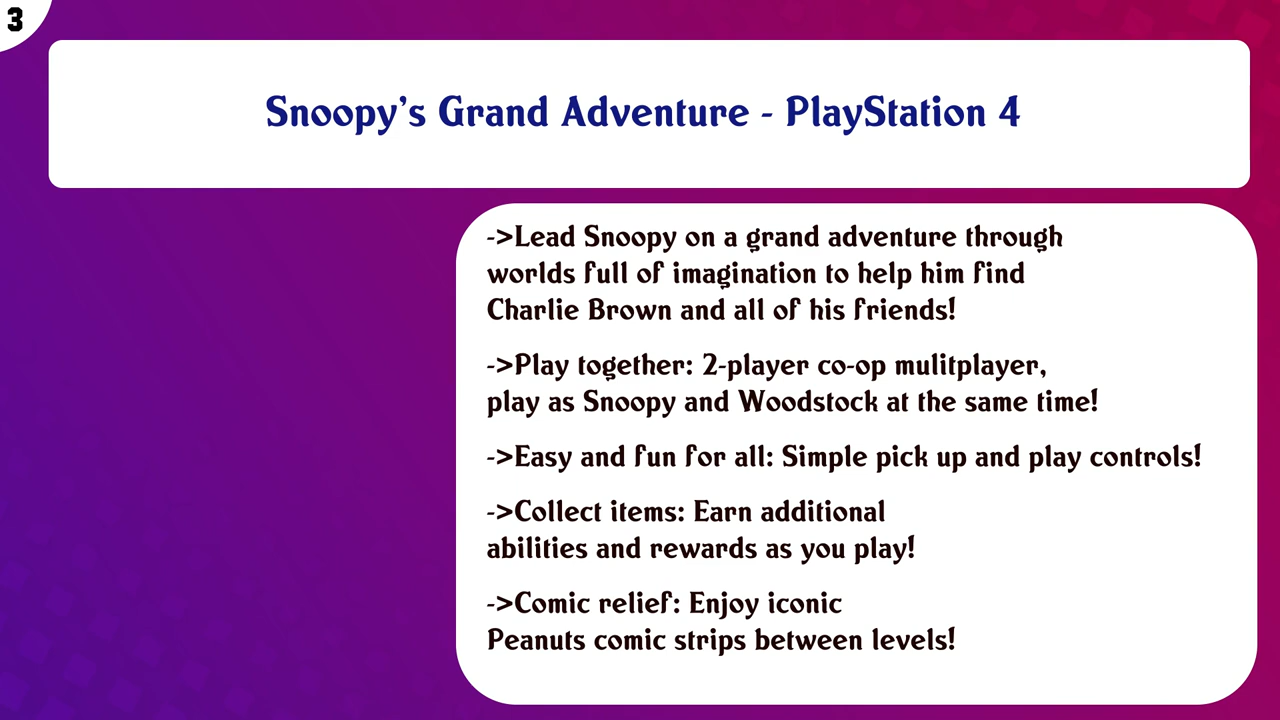 3
Snoopy's Grand Adventure - PlayStation 4
->Lead Snoopy on a grand adventure through
worlds full of imagination to help him find
Charlie Brown and all of his friends!
->Play together: 2-player co-op mulitplayer,
play as Snoopy and Woodstock at the same time!
->Easy and fun for all: Simple pick up and play controls!
->Collect items: Earn additional
abilities and rewards as you play!
->Comic relief: Enjoy iconic
Peanuts comic strips between levels!